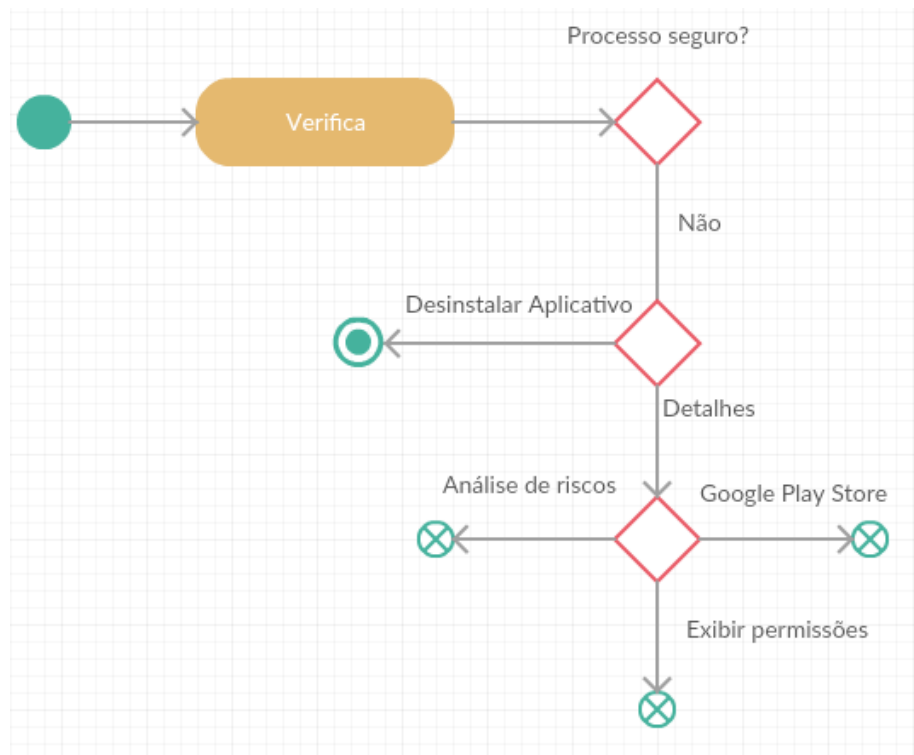 Processo seguro?
Verifica
Não
Desinstalar Aplicativo
Detalhes
Análise de riscos
Google Play Store
Exibir permissões